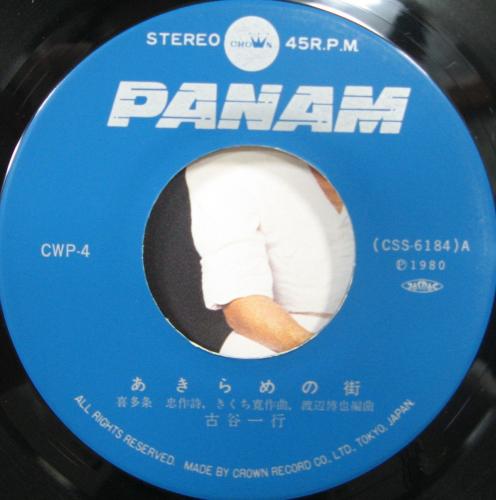 STEREO CROWN 45R.P.M.
PANAM
CWP-4
(CSS-6184)A
Ⓟ1980
あきらめの街
喜多条 忠作詩、きくち寛作曲、渡辺博也編曲
古谷一行
ALL RIGHTS RESERVED. MADE BY CROWN RECORD CO., LTD., TOKYO, JAPAN.